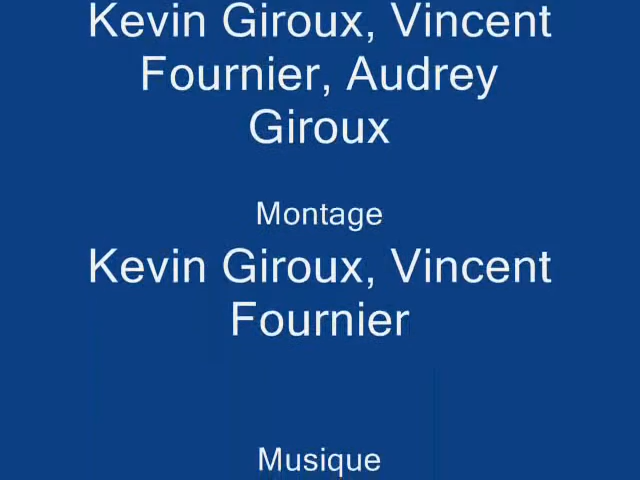 Kevin Giroux, Vincent
Fournier, Audrey
Giroux
Montage
Kevin Giroux, Vincent
Fournier
Musique